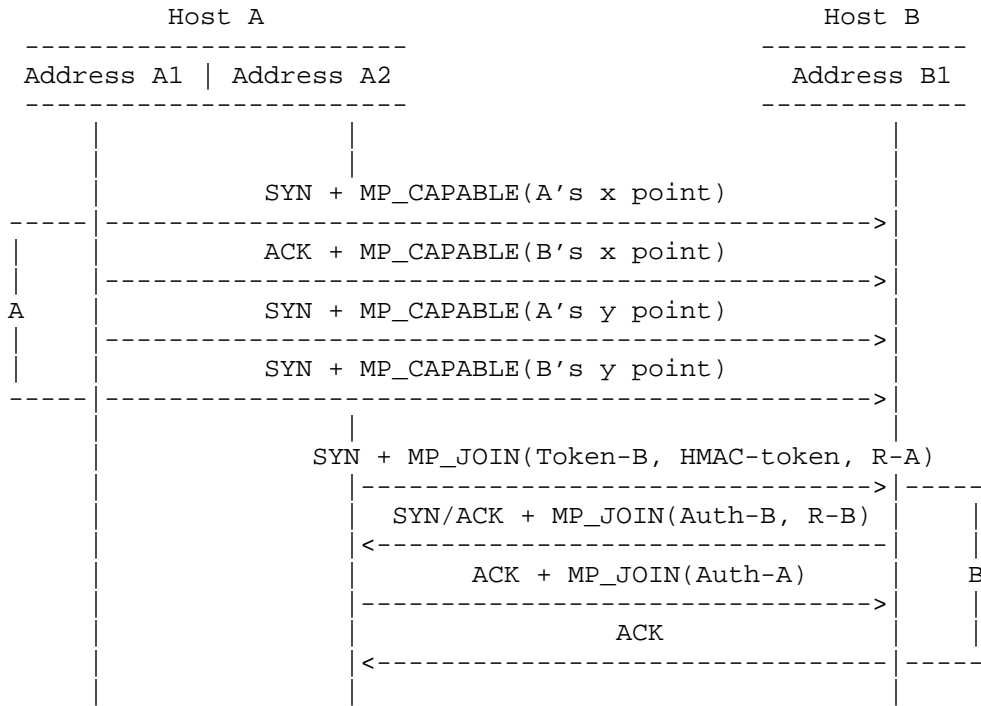 Host A Host B
Address A1 | Address A2 Address B1
SYN + MP_CAPABLE(A's x point)
ACK + MP_CAPABLE(B's x point)
A SYN + MP_CAPABLE(A's y point)
SYN + MP_CAPABLE(B's y point)
SYN + MP_JOIN(Token-B, HMAC-token, R-A)
SYN/ACK + MP_JOIN(Auth-B, R-B)
ACK + MP_JOIN(Auth-A) B
ACK